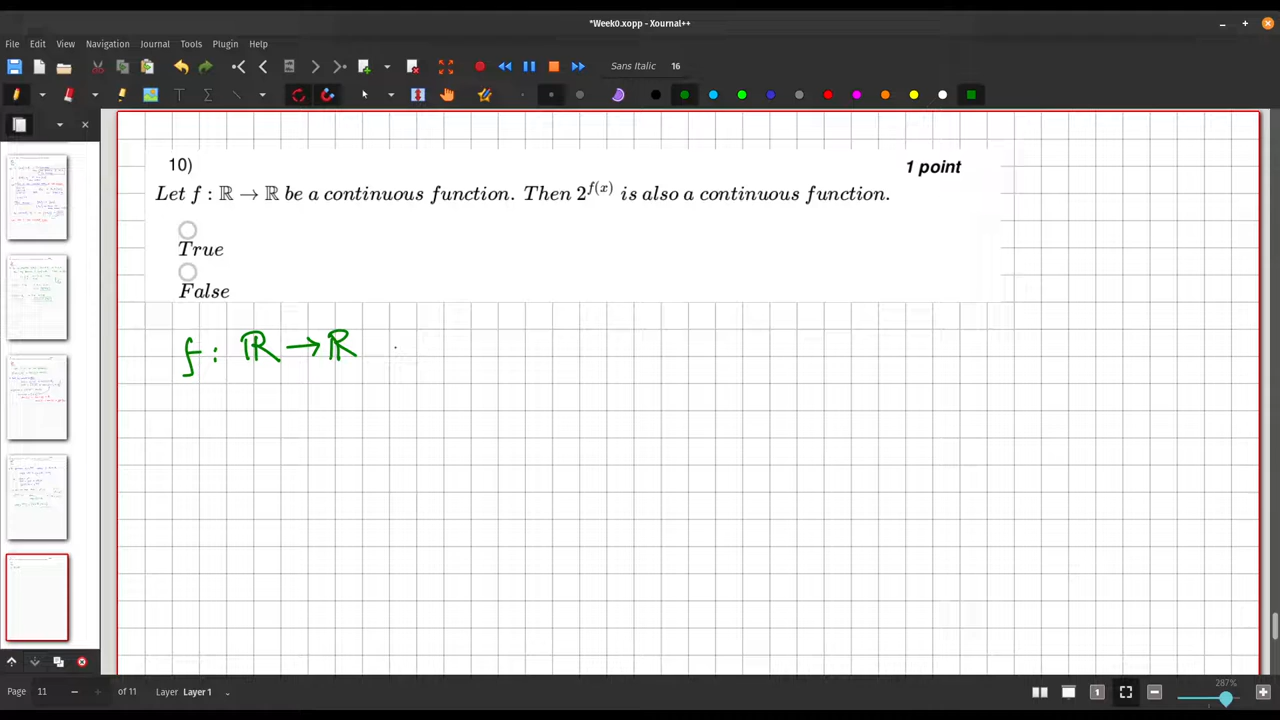 *Week0.xopp - Xournal++
File Edit View Navigation Journal Tools Plugin Help
Sans Italic 16
10) 1 point
Let f : ℝ → ℝ be a continuous function. Then 2^{f(x)} is also a continuous function.
True
False
f : ℝ → ℝ
Page 11 of 11 Layer Layer 1 287%